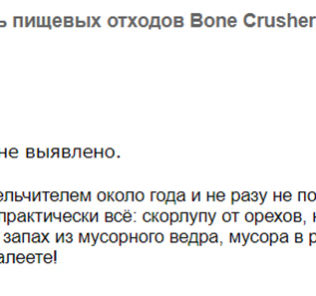 ь пищевых отходов Bone Crusher
не выявлено.
ельчителем около года и не разу не по
практически всё: скорлупу от орехов,
запах из мусорного ведра, мусора в р
алеете!